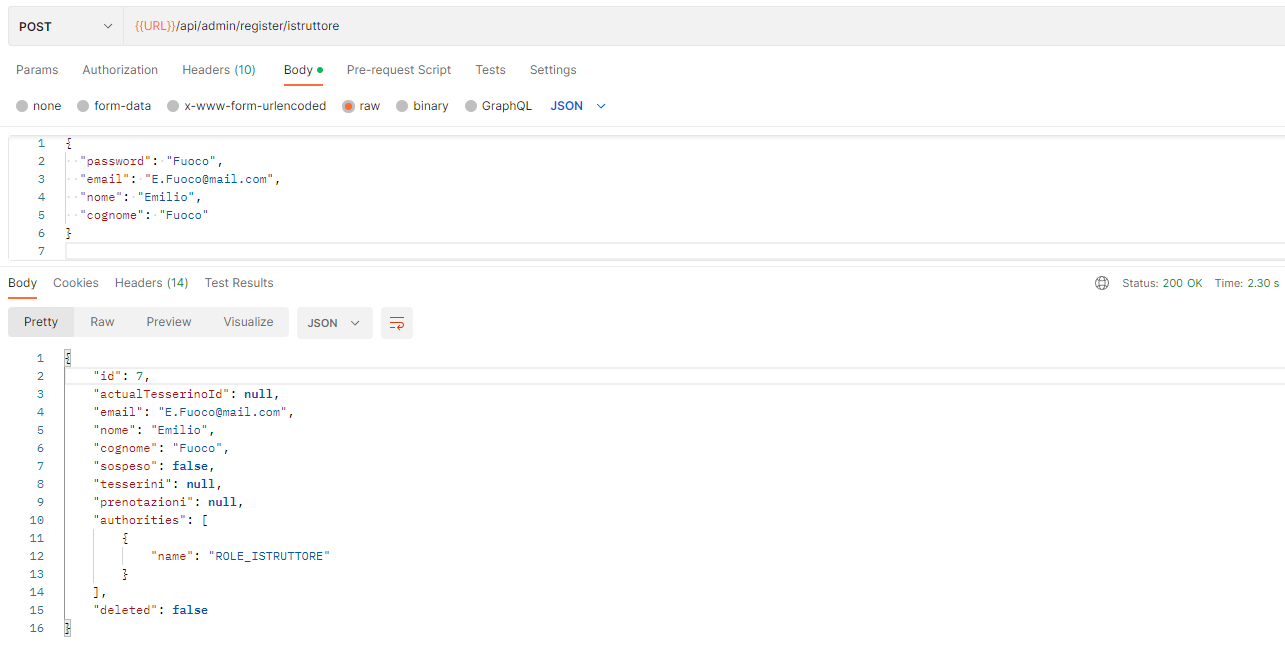 POST {{URL}}/api/admin/register/istruttore
Params Authorization Headers (10) Body Pre-request Script Tests Settings
none form-data x-www-form-urlencoded raw binary GraphQL JSON
1 {
2 "password": "Fuoco",
3 "email": "E.Fuoco@mail.com",
4 "nome": "Emilio",
5 "cognome": "Fuoco"
6 }
7
Body Cookies Headers (14) Test Results Status: 200 OK Time: 2.30 s
Pretty Raw Preview Visualize JSON
1 {
2 "id": 7,
3 "actualTesserinoId": null,
4 "email": "E.Fuoco@mail.com",
5 "nome": "Emilio",
6 "cognome": "Fuoco",
7 "sospeso": false,
8 "tesserini": null,
9 "prenotazioni": null,
10 "authorities": [
11 {
12 "name": "ROLE_ISTRUTTORE"
13 }
14 ],
15 "deleted": false
16 }